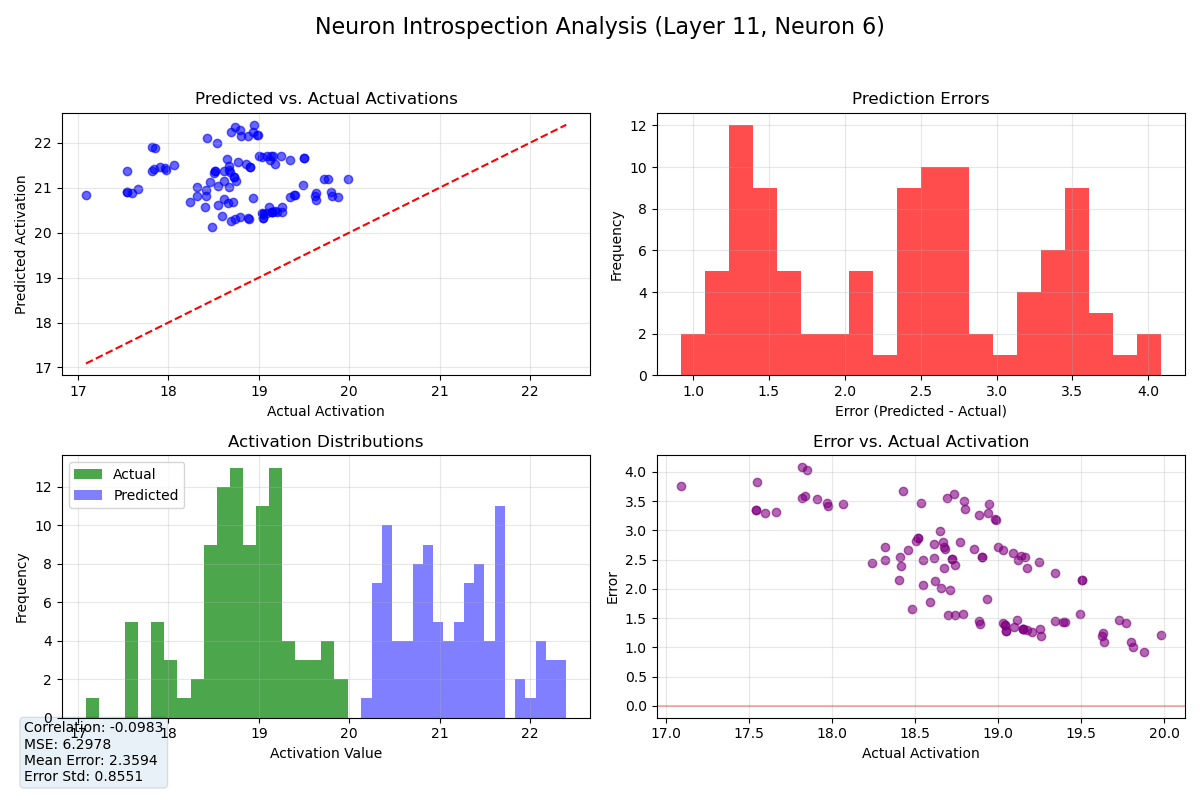 Neuron Introspection Analysis (Layer 11, Neuron 6)
Predicted vs. Actual Activations
Predicted Activation
22
21
20
19
18
17
17 18 19 20 21 22
Actual Activation
Prediction Errors
Frequency
12
10
8
6
4
2
0
1.0 1.5 2.0 2.5 3.0 3.5 4.0
Error (Predicted - Actual)
Activation Distributions
Actual
Predicted
Frequency
12
10
8
6
4
2
0
17 18 19 20 21 22
Activation Value
Error vs. Actual Activation
Error
4.0
3.5
3.0
2.5
2.0
1.5
1.0
0.5
0.0
17.0 17.5 18.0 18.5 19.0 19.5 20.0
Actual Activation
Correlation: -0.0983
MSE: 6.2978
Mean Error: 2.3594
Error Std: 0.8551